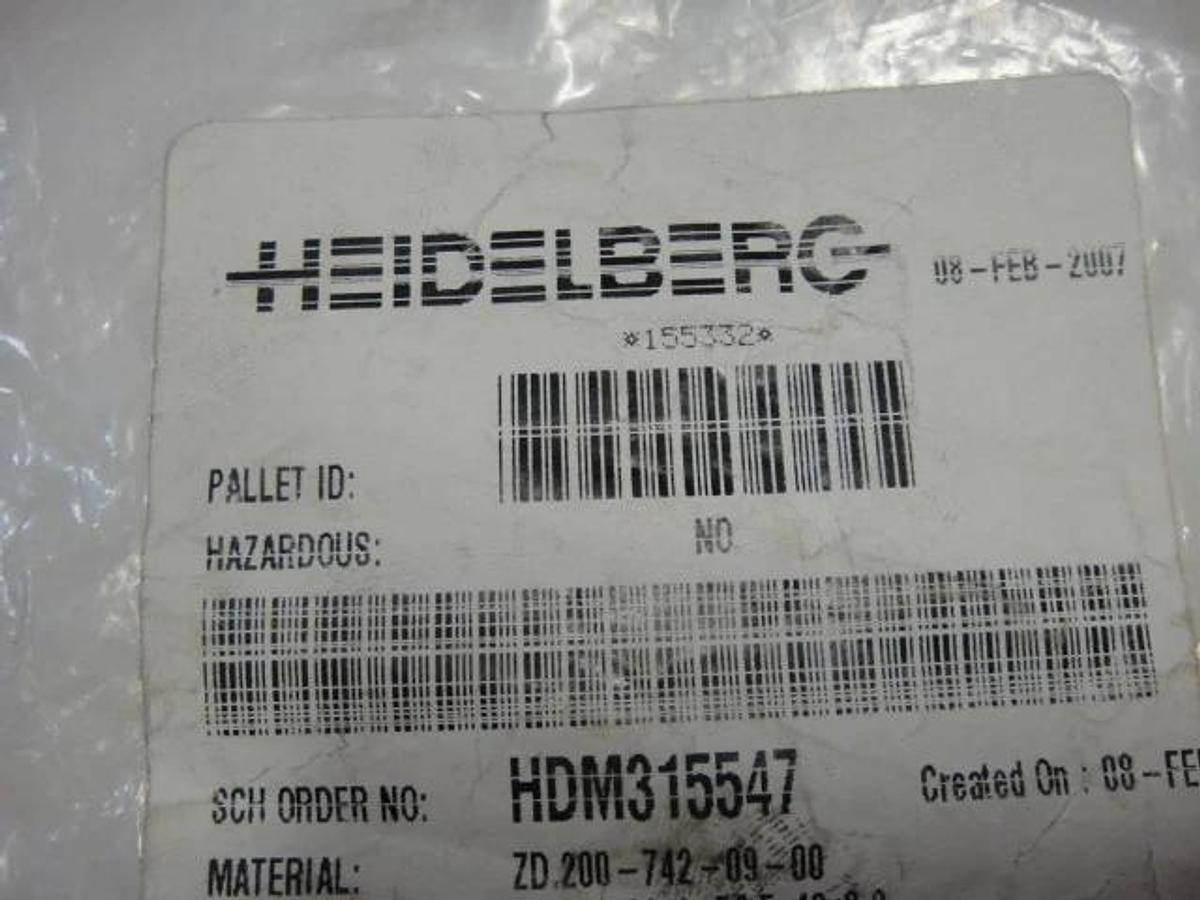 HEIDELBERG 08-FEB-2007
*155332*
PALLET ID:
HAZARDOUS: NO
SCH ORDER NO: HDM315547 Created On : 08-FE
MATERIAL: ZD.200-742-09-00